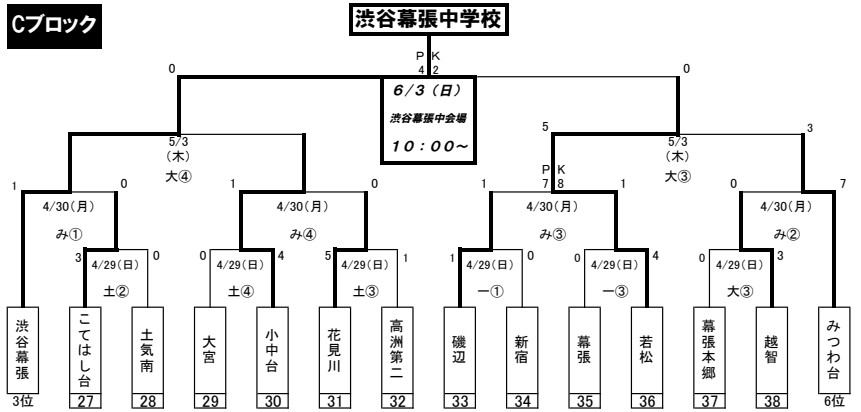 Cブロック
渋谷幕張中学校
PK
0 4 2 0
6/3（日）
渋谷幕張中会場
10:00～
5 3
5/3
（木）
大④
5/3
（木）
大③
PK
1 0 1 0 1 7 8 1 0 7
4/30（月）
み①
4/30（月）
み④
4/30（月）
み③
4/30（月）
み②
3 0 0 4 5 1 1 0 0 4 0 3
4/29（日）
土②
4/29（日）
土④
4/29（日）
土③
4/29（日）
一①
4/29（日）
一③
4/29（日）
大③
渋谷幕張
こてはし台
土気南
大宮
小中台
花見川
高洲第二
磯辺
新宿
幕張
若松
幕張本郷
越智
みつわ台
3位 27 28 29 30 31 32 33 34 35 36 37 38 6位